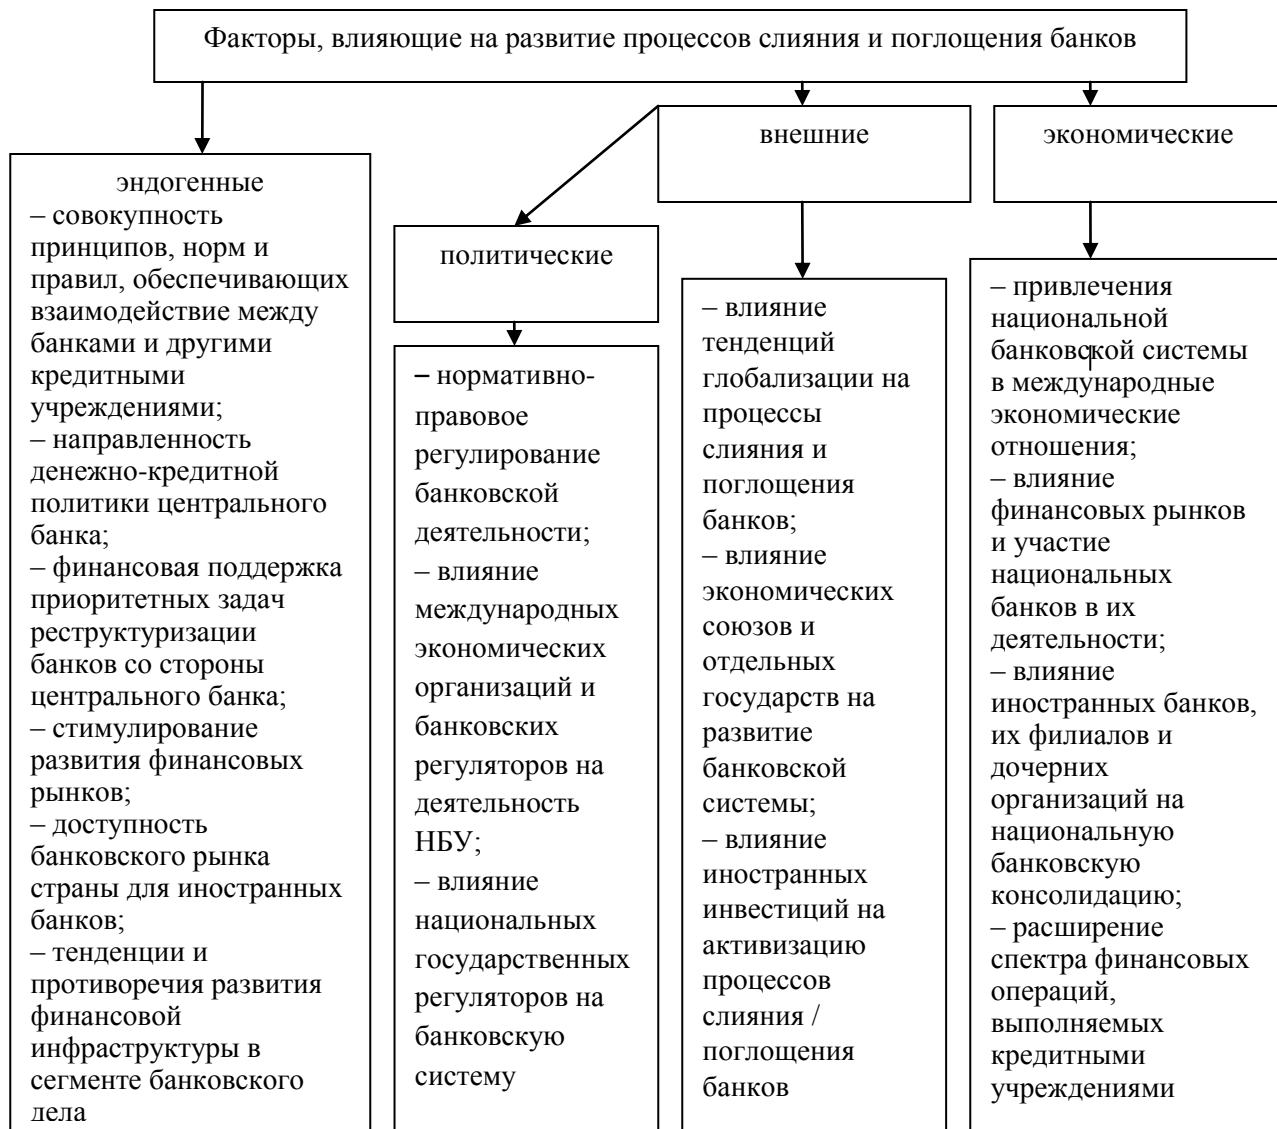 Факторы, влияющие на развитие процессов слияния и поглощения банков
эндогенные
– совокупность
принципов, норм и
правил, обеспечивающих
взаимодействие между
банками и другими
кредитными
учреждениями;
– направленность
денежно-кредитной
политики центрального
банка;
– финансовая поддержка
приоритетных задач
реструктуризации
банков со стороны
центрального банка;
– стимулирование
развития финансовых
рынков;
– доступность
банковского рынка
страны для иностранных
банков;
– тенденции и
противоречия развития
финансовой
инфраструктуры в
сегменте банковского
дела
политические
– нормативно-
правовое
регулирование
банковской
деятельности;
– влияние
международных
экономических
организаций и
банковских
регуляторов на
деятельность
НБУ;
– влияние
национальных
государственных
регуляторов на
банковскую
систему
внешние
– влияние
тенденций
глобализации на
процессы
слияния и
поглощения
банков;
– влияние
экономических
союзов и
отдельных
государств на
развитие
банковской
системы;
– влияние
иностранных
инвестиций на
активизацию
процессов
слияния /
поглощения
банков
экономические
– привлечения
национальной
банковской системы
в международные
экономические
отношения;
– влияние
финансовых рынков
и участие
национальных
банков в их
деятельности;
– влияние
иностранных банков,
их филиалов и
дочерних
организаций на
национальную
банковскую
консолидацию;
– расширение
спектра финансовых
операций,
выполняемых
кредитными
учреждениями